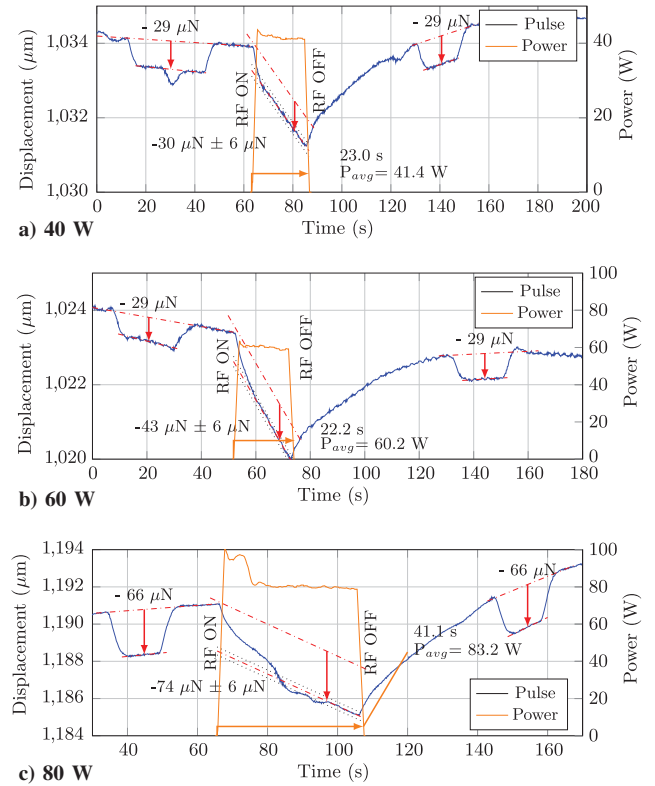 1,034
1,032
1,030
Displacement (μm)
- 29 μN
- 29 μN
RF ON
RF OFF
-30 μN ± 6 μN
23.0 s
P_avg= 41.4 W
Pulse
Power
40
20
0
Power (W)
0 20 40 60 80 100 120 140 160 180 200
Time (s)
a) 40 W
1,024
1,022
1,020
Displacement (μm)
- 29 μN
- 29 μN
RF ON
RF OFF
-43 μN ± 6 μN
22.2 s
P_avg= 60.2 W
Pulse
Power
100
80
60
40
20
0
Power (W)
0 20 40 60 80 100 120 140 160 180
Time (s)
b) 60 W
1,194
1,192
1,190
1,188
1,186
1,184
Displacement (μm)
- 66 μN
- 66 μN
RF ON
RF OFF
-74 μN ± 6 μN
41.1 s
P_avg= 83.2 W
Pulse
Power
100
80
60
40
20
0
Power (W)
40 60 80 100 120 140 160
Time (s)
c) 80 W